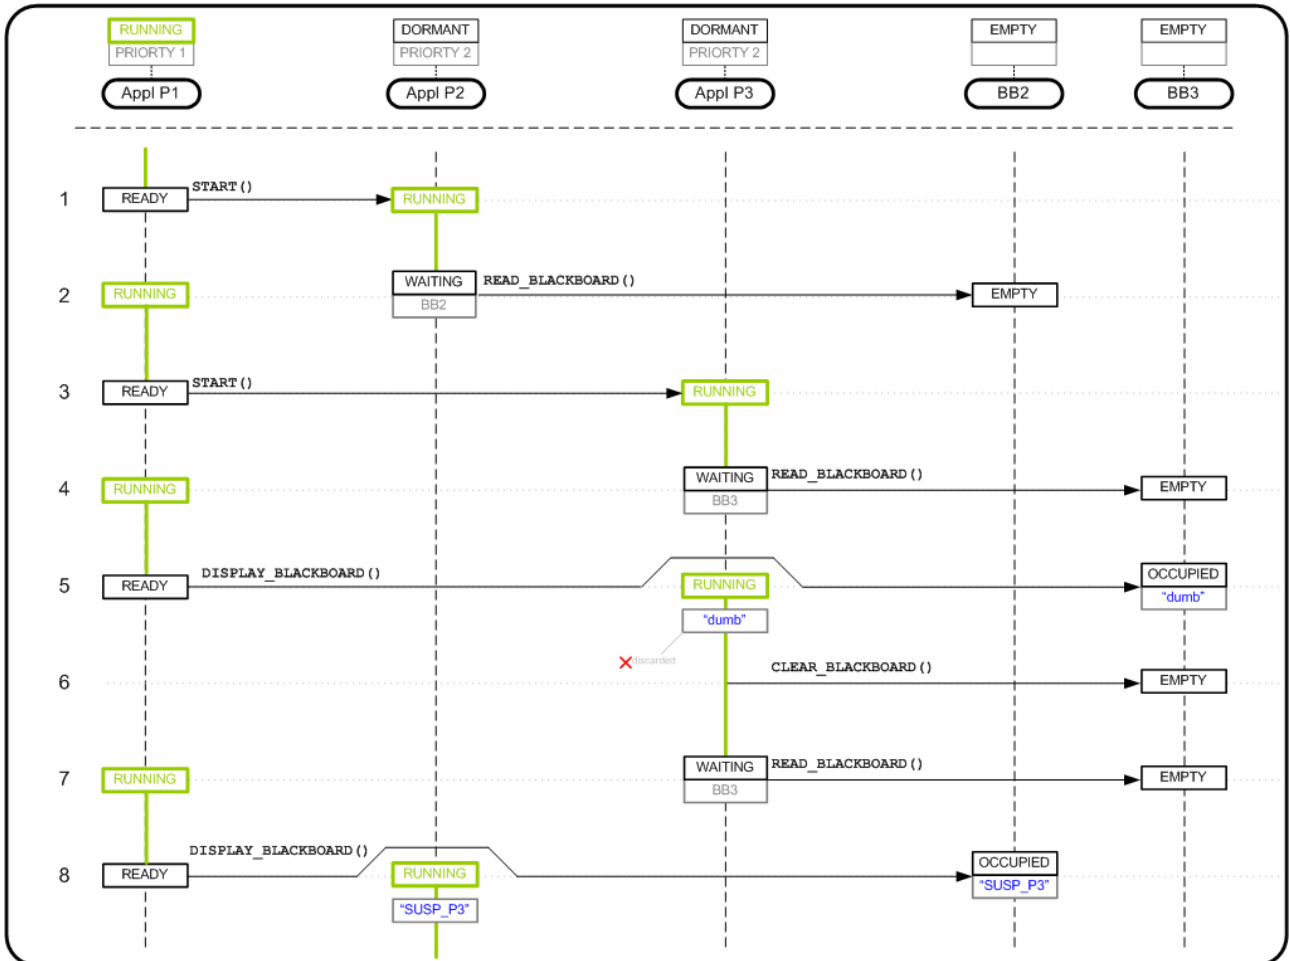 RUNNING DORMANT DORMANT EMPTY EMPTY
PRIORTY 1 PRIORTY 2 PRIORTY 2
Appl P1 Appl P2 Appl P3 BB2 BB3
1 READY START() RUNNING
2 RUNNING WAITING READ_BLACKBOARD() EMPTY
BB2
3 READY START() RUNNING
4 RUNNING WAITING READ_BLACKBOARD() EMPTY
BB3
5 READY DISPLAY_BLACKBOARD() RUNNING OCCUPIED
"dumb"
"dumb"
discarded
6 CLEAR_BLACKBOARD() EMPTY
7 RUNNING WAITING READ_BLACKBOARD() EMPTY
BB3
8 READY DISPLAY_BLACKBOARD() RUNNING OCCUPIED
"SUSP_P3"
"SUSP_P3"